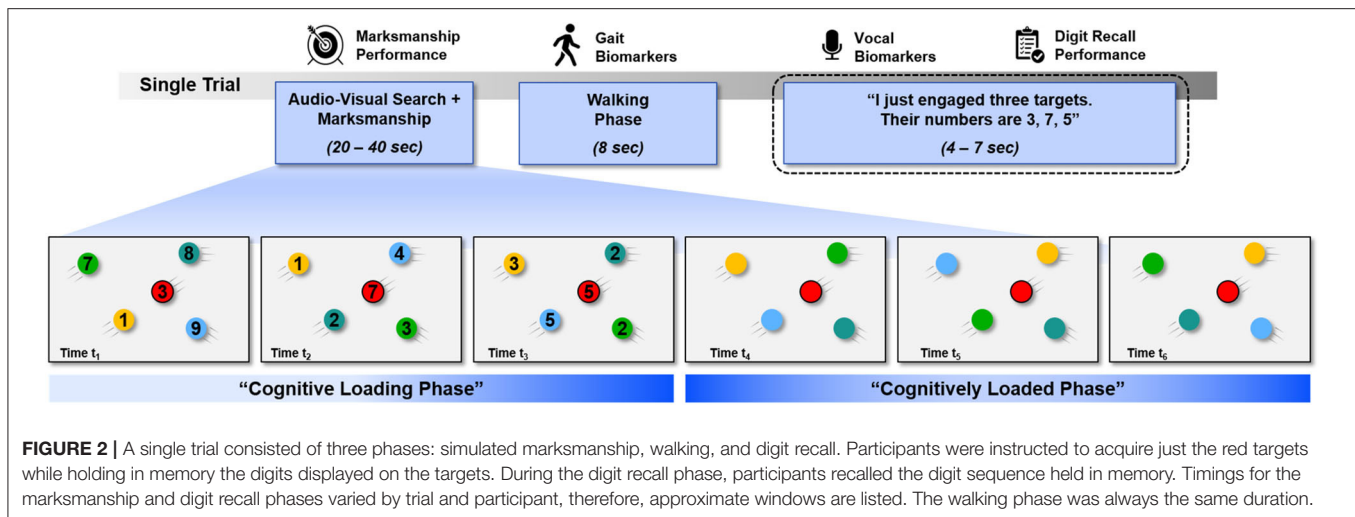 Marksmanship
Performance
Gait
Biomarkers
Vocal
Biomarkers
Digit Recall
Performance
Single Trial
Audio-Visual Search +
Marksmanship
(20 – 40 sec)
Walking
Phase
(8 sec)
“I just engaged three targets.
Their numbers are 3, 7, 5”
(4 – 7 sec)
7 8
3
1 9
Time t₁
1 4
7
2 3
Time t₂
3 2
5
5 2
Time t₃
Time t₄
Time t₅
Time t₆
“Cognitive Loading Phase”
“Cognitively Loaded Phase”
FIGURE 2 | A single trial consisted of three phases: simulated marksmanship, walking, and digit recall. Participants were instructed to acquire just the red targets
while holding in memory the digits displayed on the targets. During the digit recall phase, participants recalled the digit sequence held in memory. Timings for the
marksmanship and digit recall phases varied by trial and participant, therefore, approximate windows are listed. The walking phase was always the same duration.